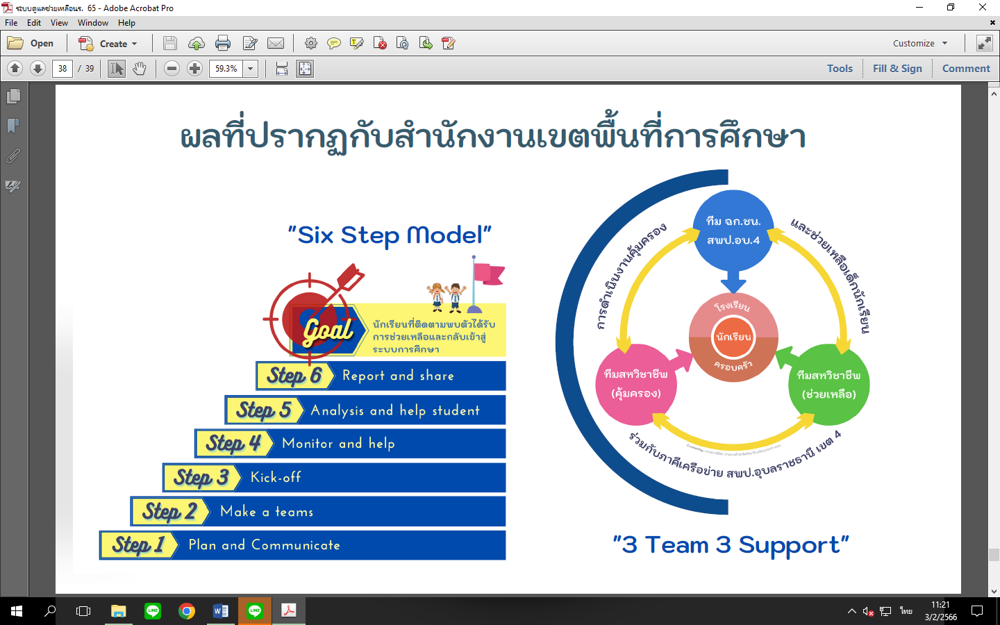 ระบบดูแลช่วยเหลือนร. 65 - Adobe Acrobat Pro
File Edit View Window Help
Open Create Customize
38 / 39 59.3% Tools Fill & Sign Comment
ผลที่ปรากฏกับสำนักงานเขตพื้นที่การศึกษา
"Six Step Model"
Goal
นักเรียนที่ติดตามพบตัวได้รับ
การช่วยเหลือและกลับเข้าสู่
ระบบการศึกษา
Step 6 Report and share
Step 5 Analysis and help student
Step 4 Monitor and help
Step 3 Kick-off
Step 2 Make a teams
Step 1 Plan and Communicate
การดำเนินงานคุ้มครอง
และช่วยเหลือเด็กนักเรียน
ทีม ฉก.ชน.
สพป.อบ.4
โรงเรียน
นักเรียน
ครอบครัว
ทีมสหวิชาชีพ
(คุ้มครอง)
ทีมสหวิชาชีพ
(ช่วยเหลือ)
ร่วมกับภาคีเครือข่าย สพป.อุบลราชธานี เขต 4
"3 Team 3 Support"
LINE LINE
ไทย
11:21
3/2/2566